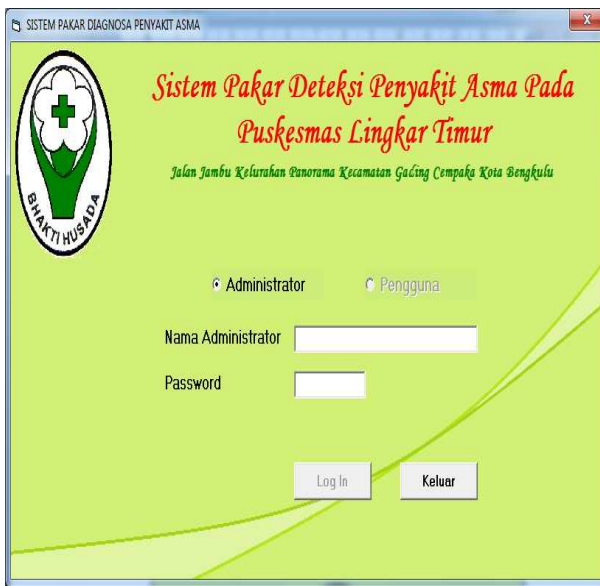 SISTEM PAKAR DIAGNOSA PENYAKIT ASMA
X
Sistem Pakar Deteksi Penyakit Asma Pada
Puskesmas Lingkar Timur
Jalan Jambu Kelurahan Panorama Kecamatan Gading Cempaka Kota Bengkulu
BHAKTI HUSADA
Administrator
Pengguna
Nama Administrator
Password
Log In
Keluar